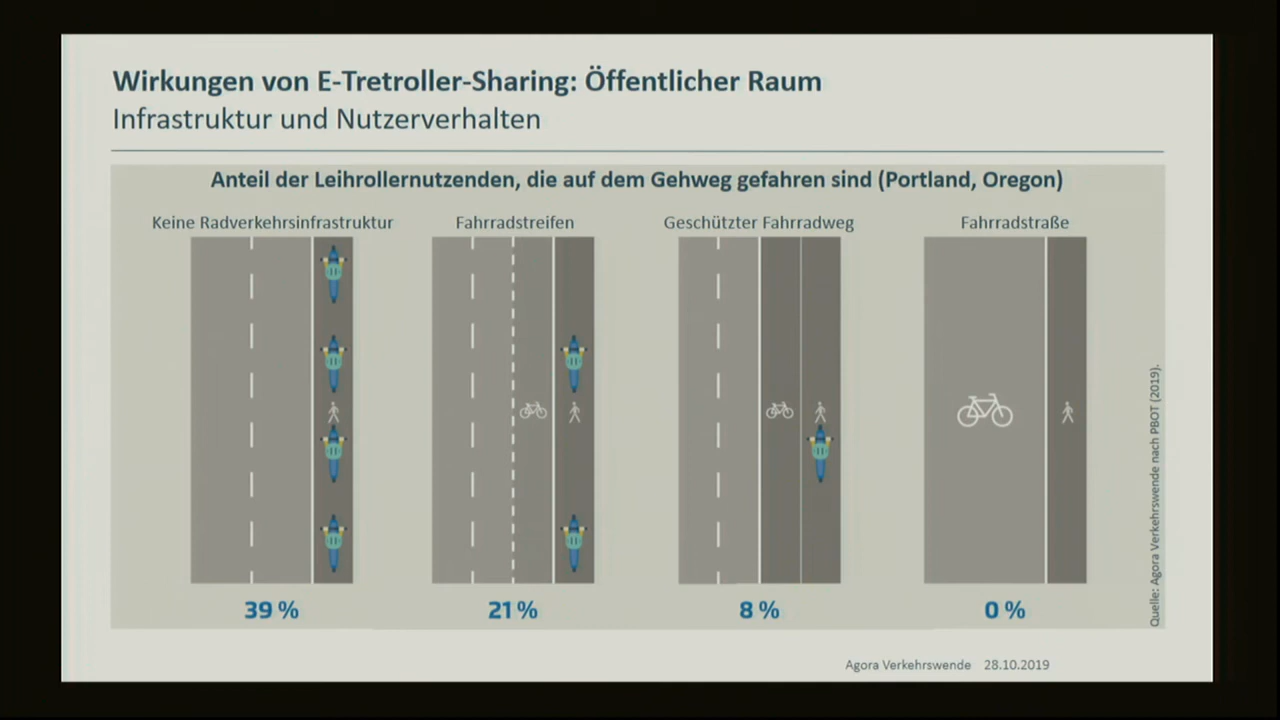 Wirkungen von E-Tretroller-Sharing: Öffentlicher Raum
Infrastruktur und Nutzerverhalten
Anteil der Leihrollernutzenden, die auf dem Gehweg gefahren sind (Portland, Oregon)
Keine Radverkehrsinfrastruktur
Fahrradstreifen
Geschützter Fahrradweg
Fahrradstraße
39 %
21 %
8 %
0 %
Quelle: Agora Verkehrswende nach PBOT (2019).
Agora Verkehrswende 28.10.2019